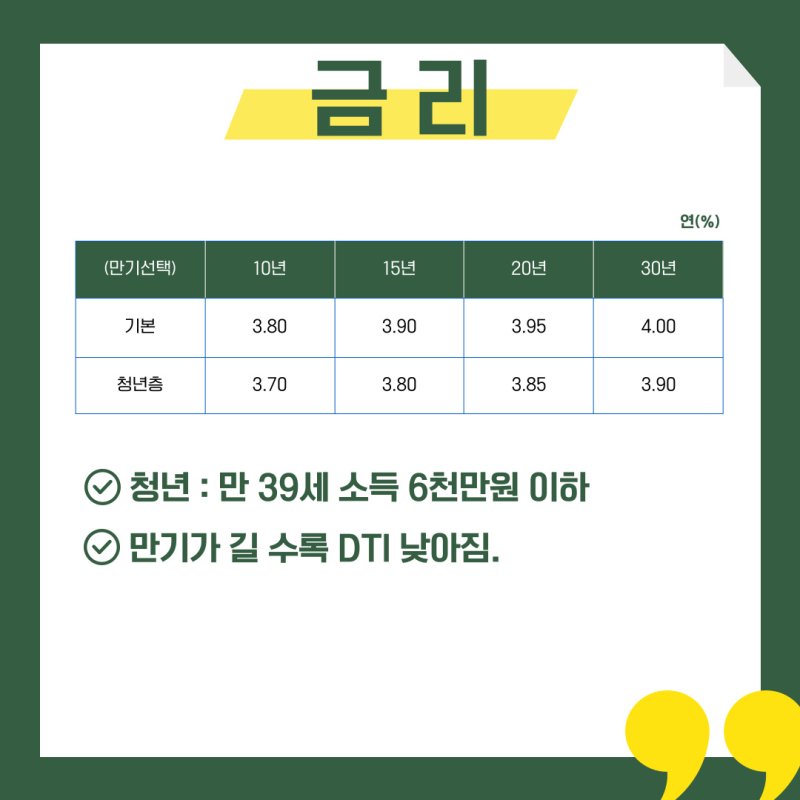 금리
연(%)
(만기선택) 10년 15년 20년 30년
기본 3.80 3.90 3.95 4.00
청년층 3.70 3.80 3.85 3.90
청년 : 만 39세 소득 6천만원 이하
만기가 길 수록 DTI 낮아짐.